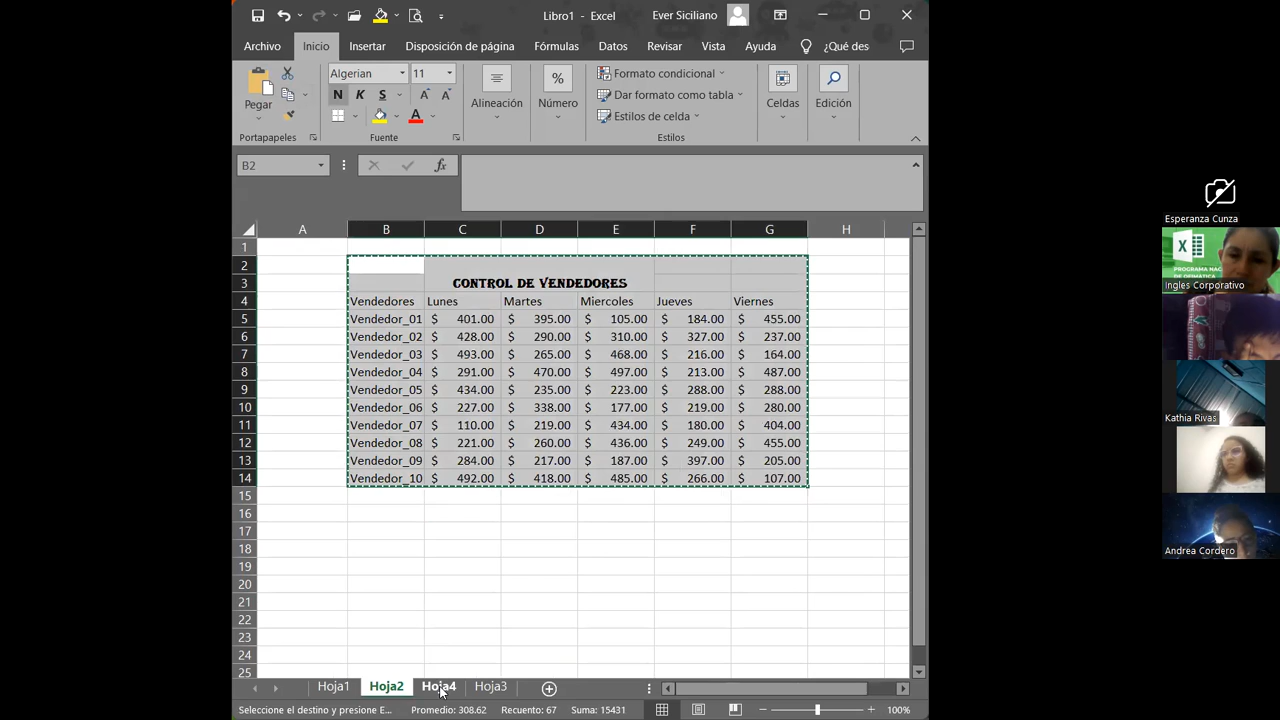 Libro1 - Excel
Ever Siciliano
Archivo Inicio Insertar Disposición de página Fórmulas Datos Revisar Vista Ayuda ¿Qué des
Pegar
Algerian 11
N K S
Alineación
%
Número
Formato condicional
Dar formato como tabla
Estilos de celda
Celdas
Edición
Portapapeles Fuente Estilos
B2
fx
A B C D E F G H
1
2
3 CONTROL DE VENDEDORES
4 Vendedores Lunes Martes Miercoles Jueves Viernes
5 Vendedor_01 $ 401.00 $ 395.00 $ 105.00 $ 184.00 $ 455.00
6 Vendedor_02 $ 428.00 $ 290.00 $ 310.00 $ 327.00 $ 237.00
7 Vendedor_03 $ 493.00 $ 265.00 $ 468.00 $ 216.00 $ 164.00
8 Vendedor_04 $ 291.00 $ 470.00 $ 497.00 $ 213.00 $ 487.00
9 Vendedor_05 $ 434.00 $ 235.00 $ 223.00 $ 288.00 $ 288.00
10 Vendedor_06 $ 227.00 $ 338.00 $ 177.00 $ 219.00 $ 280.00
11 Vendedor_07 $ 110.00 $ 219.00 $ 434.00 $ 180.00 $ 404.00
12 Vendedor_08 $ 221.00 $ 260.00 $ 436.00 $ 249.00 $ 455.00
13 Vendedor_09 $ 284.00 $ 217.00 $ 187.00 $ 397.00 $ 205.00
14 Vendedor_10 $ 492.00 $ 418.00 $ 485.00 $ 266.00 $ 107.00
15
16
17
18
19
20
21
22
23
24
25
Hoja1 Hoja2 Hoja4 Hoja3
Seleccione el destino y presione E... Promedio: 308.62 Recuento: 67 Suma: 15431 100%
Esperanza Cunza
X
PROGRAMA NAC
Ingles Corporativo
Kathia Rivas
Andrea Cordero